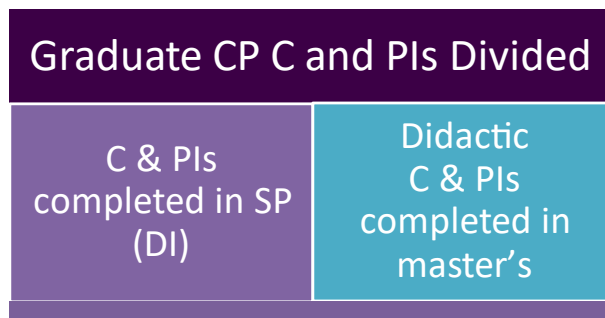 Graduate CP C and PIs Divided
C & PIs
completed in SP
(DI)
Didactic
C & PIs
completed in
master's